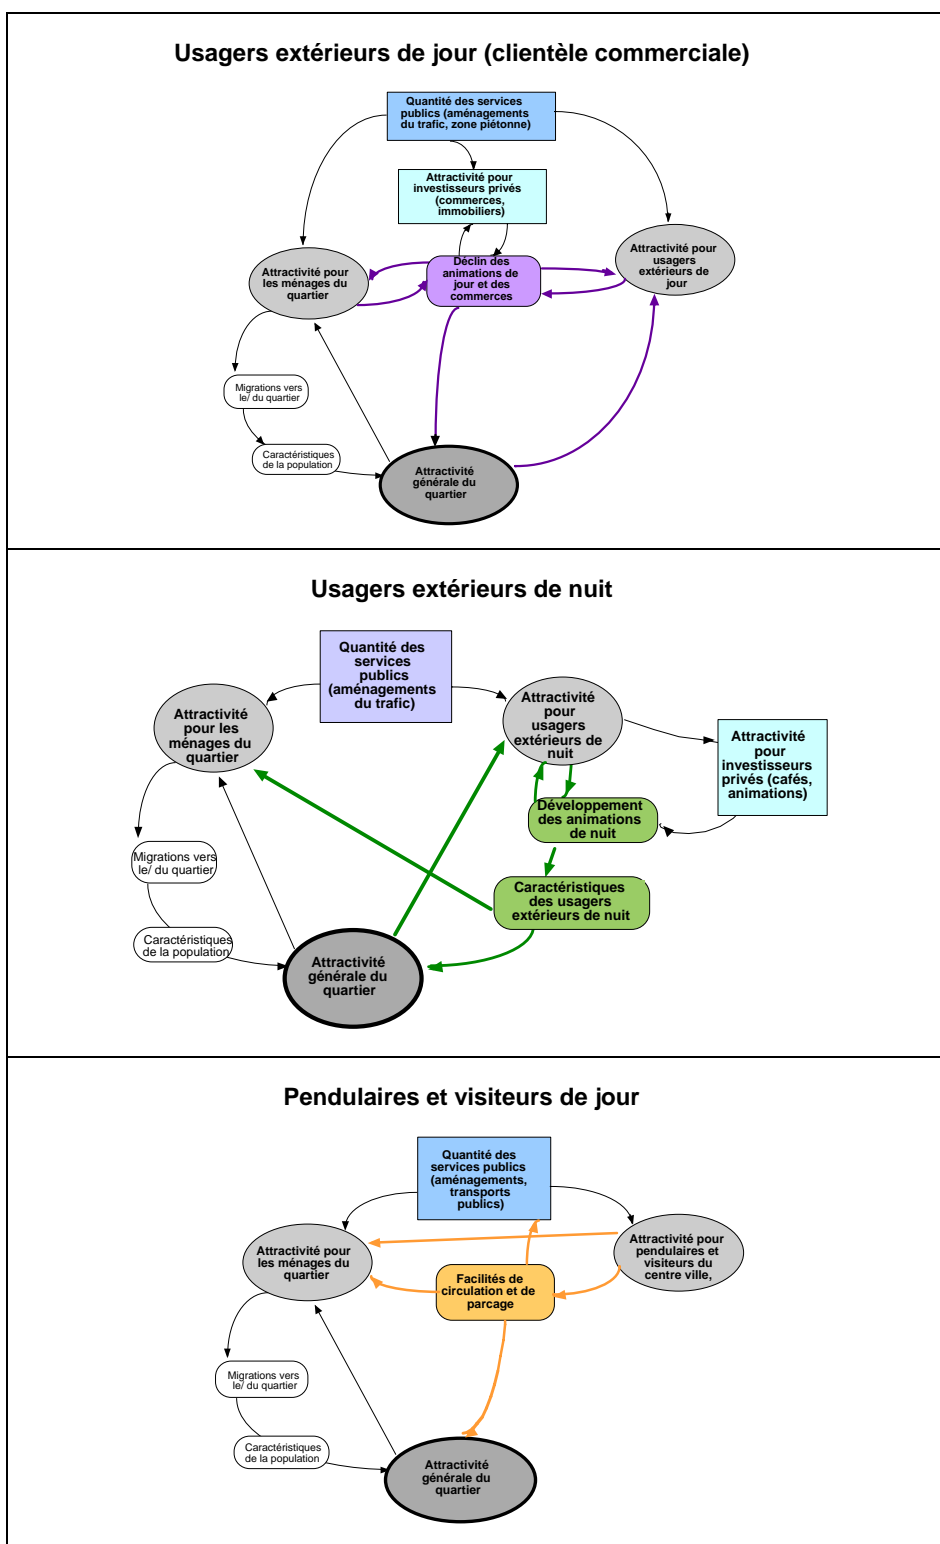 Usagers extérieurs de jour (clientèle commerciale)
Quantité des services
publics (aménagements
du trafic, zone piétonne)
Attractivité pour
investisseurs privés
(commerces,
immobiliers)
Attractivité pour
les ménages du
quartier
Déclin des
animations de
jour et des
commerces
Attractivité pour
usagers
extérieurs de
jour
Migrations vers
le/ du quartier
Caractéristiques
de la population
Attractivité
générale du
quartier
Usagers extérieurs de nuit
Quantité des
services
publics
(aménagements
du trafic)
Attractivité
pour les
ménages du
quartier
Attractivité
pour
usagers
extérieurs de
nuit
Attractivité
pour
investisseurs
privés (cafés,
animations)
Développement
des animations
de nuit
Migrations vers
le/ du quartier
Caractéristiques
des usagers
extérieurs de nuit
Caractéristiques
de la population
Attractivité
générale du
quartier
Pendulaires et visiteurs de jour
Quantité des
services publics
(aménagements,
transports
publics)
Attractivité pour
les ménages du
quartier
Attractivité pour
pendulaires et
visiteurs du
centre ville,
Facilités de
circulation et de
parcage
Migrations vers
le/ du quartier
Caractéristiques
de la population
Attractivité
générale du
quartier